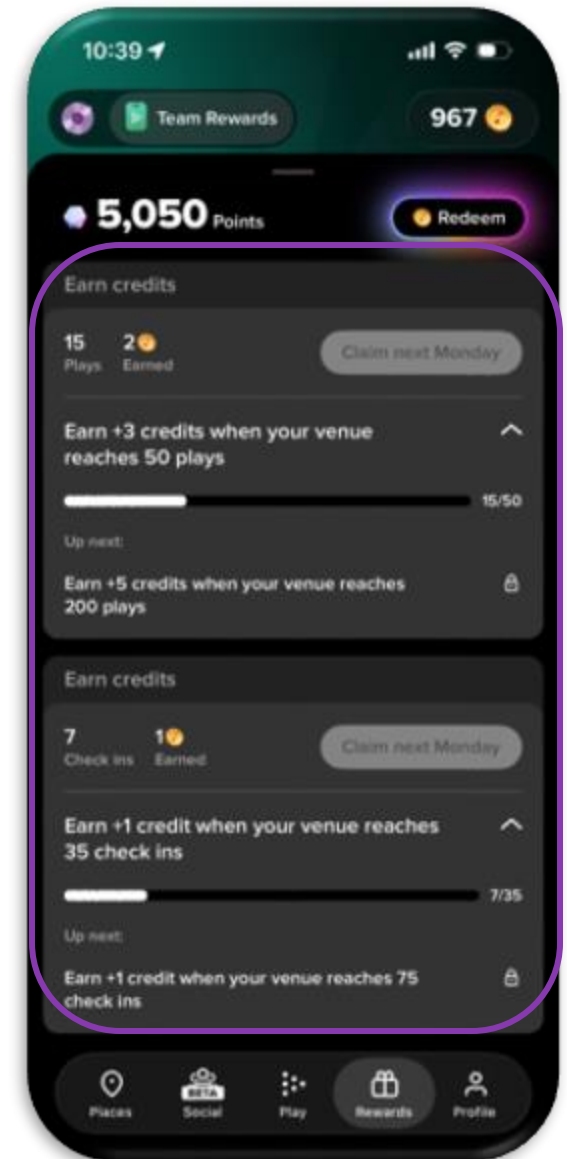 10:39
Team Rewards
967
5,050 Points
Redeem
Earn credits
15 2
Plays Earned
Claim next Monday
Earn +3 credits when your venue
reaches 50 plays
15/50
Up next:
Earn +5 credits when your venue reaches
200 plays
Earn credits
7 1
Check ins Earned
Claim next Monday
Earn +1 credit when your venue reaches
35 check ins
7/35
Up next:
Earn +1 credit when your venue reaches 75
check ins
BETA
Places Social Play Rewards Profile